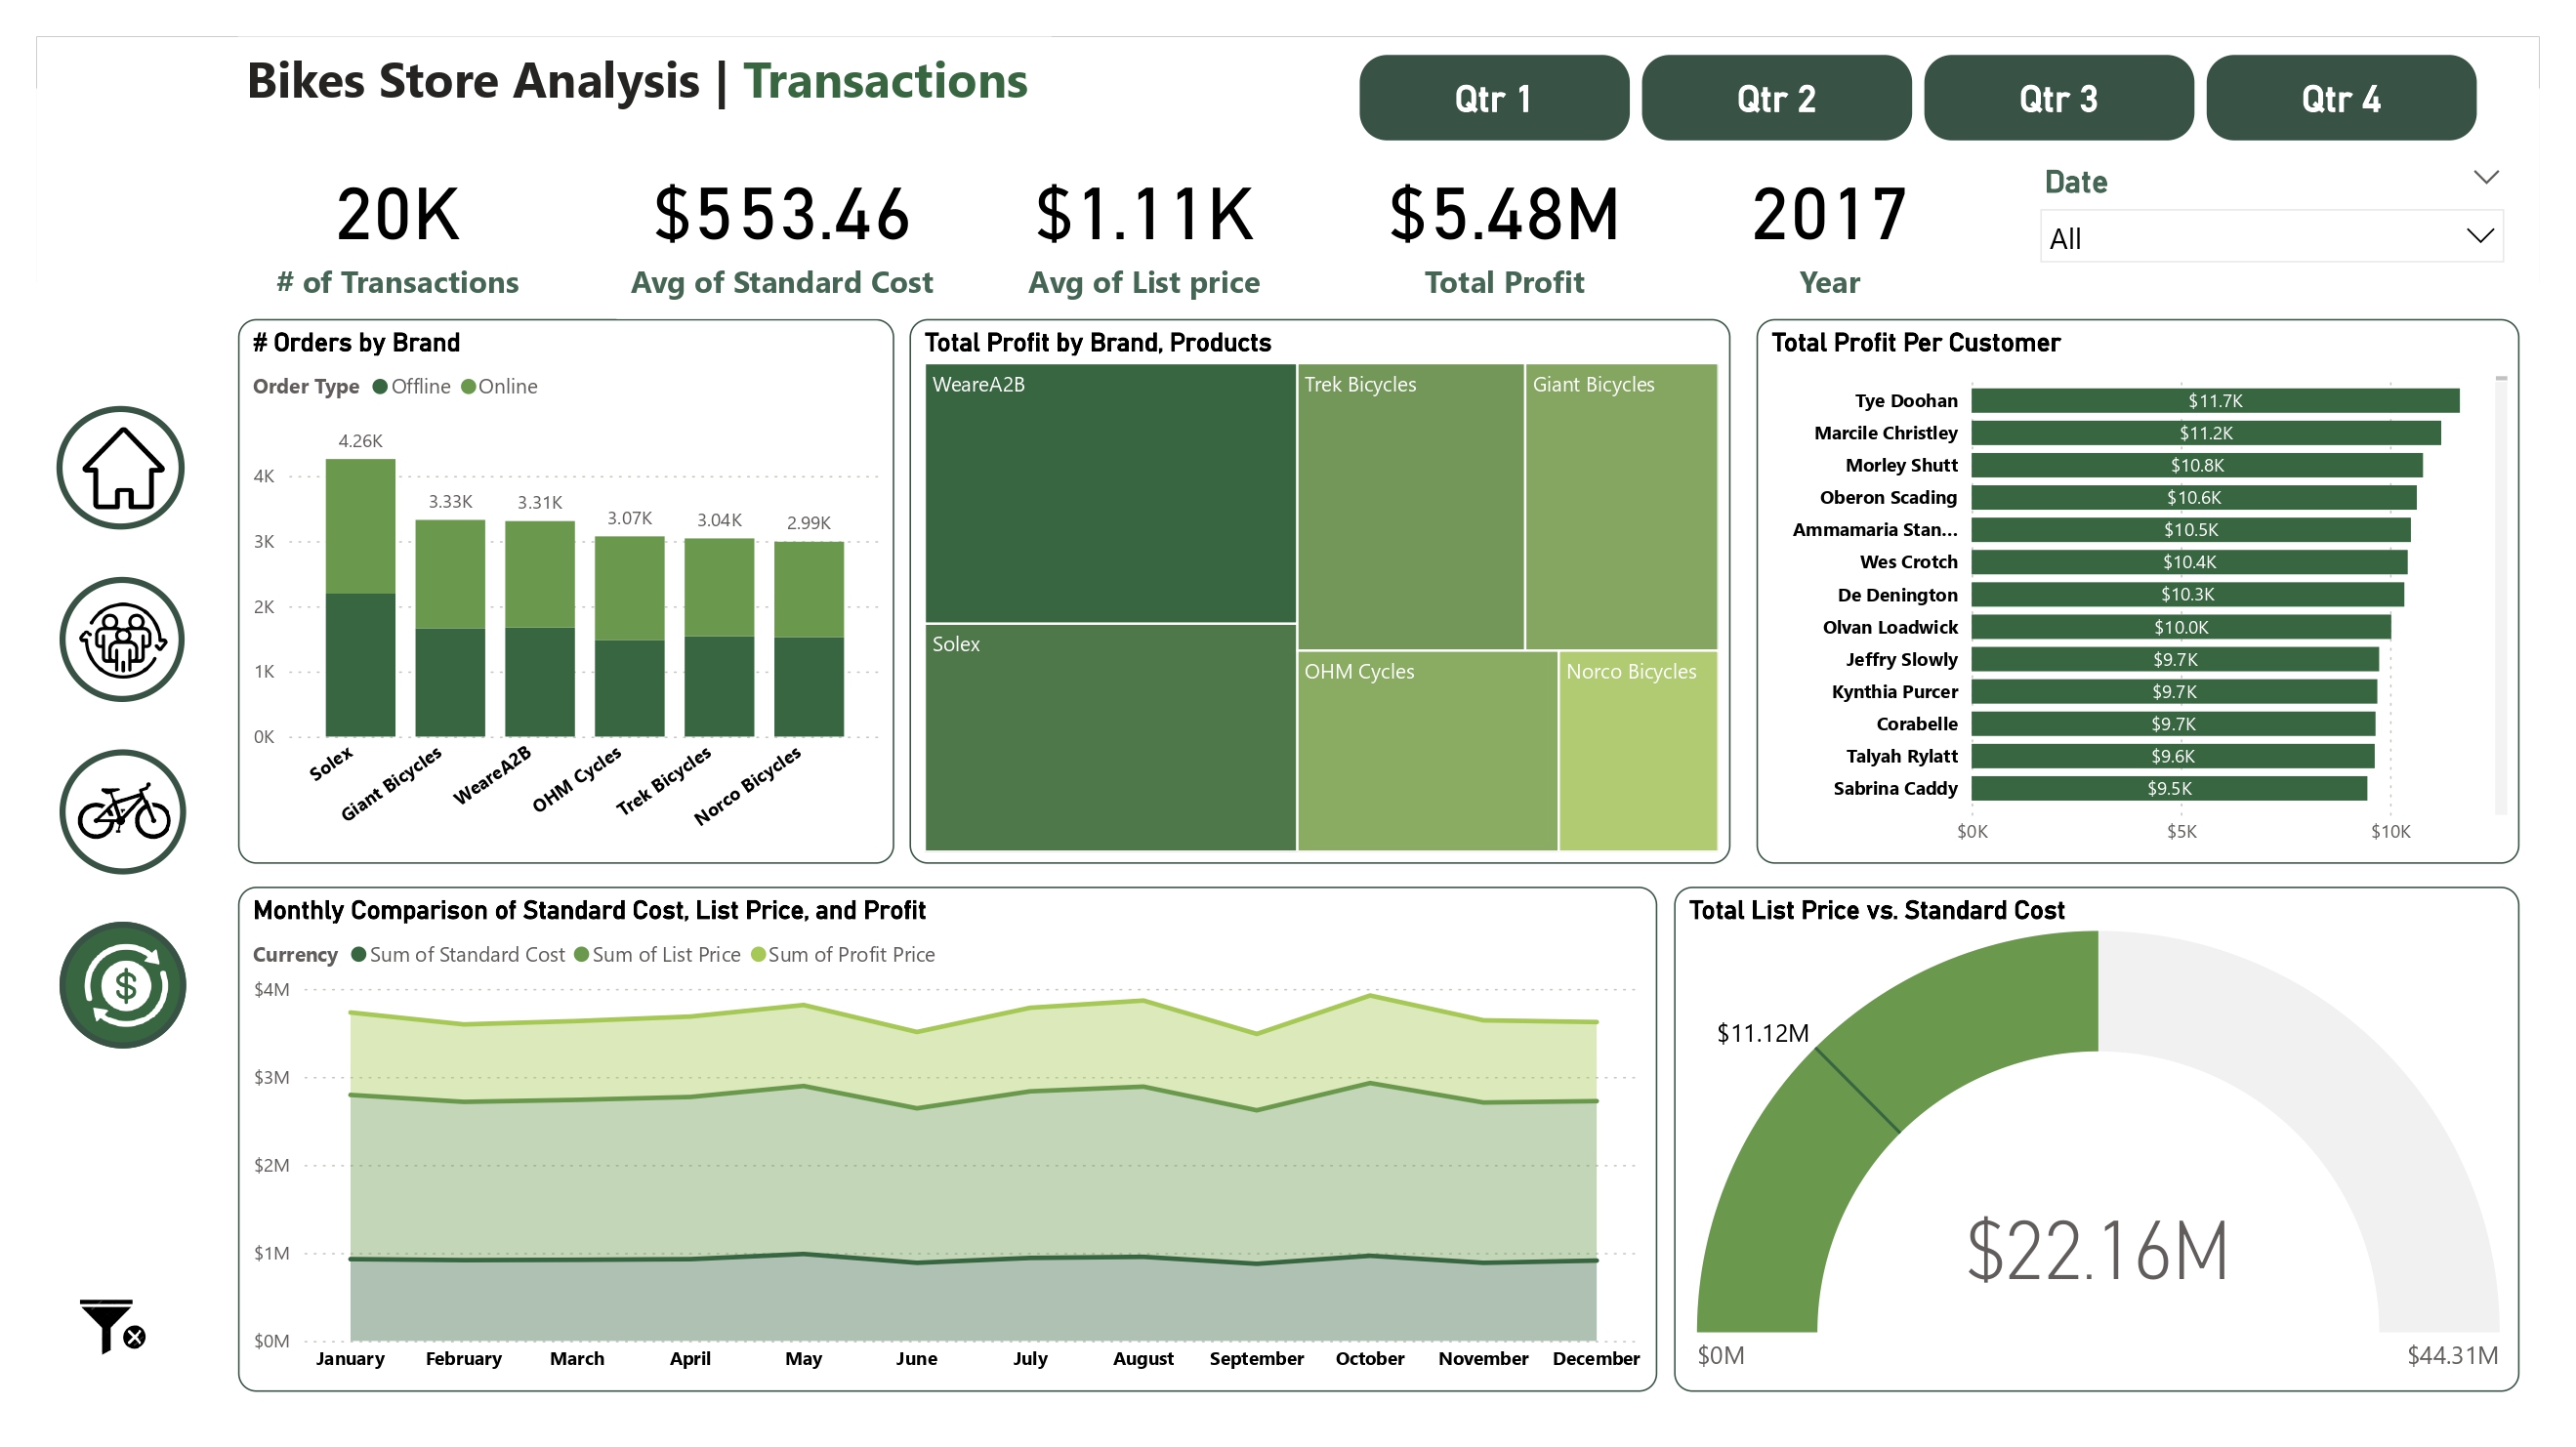 Bikes Store Analysis | Transactions
Qtr 1
Qtr 2
Qtr 3
Qtr 4
20K
# of Transactions
$553.46
Avg of Standard Cost
$1.11K
Avg of List price
$5.48M
Total Profit
2017
Year
Date
All
# Orders by Brand
Order Type Offline Online
4.26K
3.33K
3.31K
3.07K
3.04K
2.99K
4K
3K
2K
1K
0K
Solex
Giant Bicycles
WeareA2B
OHM Cycles
Trek Bicycles
Norco Bicycles
Total Profit by Brand, Products
WeareA2B
Trek Bicycles
Giant Bicycles
Solex
OHM Cycles
Norco Bicycles
Total Profit Per Customer
Tye Doohan $11.7K
Marcile Christley $11.2K
Morley Shutt $10.8K
Oberon Scading $10.6K
Ammamaria Stan... $10.5K
Wes Crotch $10.4K
De Denington $10.3K
Olvan Loadwick $10.0K
Jeffry Slowly $9.7K
Kynthia Purcer $9.7K
Corabelle $9.7K
Talyah Rylatt $9.6K
Sabrina Caddy $9.5K
$0K $5K $10K
Monthly Comparison of Standard Cost, List Price, and Profit
Currency Sum of Standard Cost Sum of List Price Sum of Profit Price
$4M
$3M
$2M
$1M
$0M
January February March April May June July August September October November December
Total List Price vs. Standard Cost
$11.12M
$22.16M
$0M
$44.31M
$